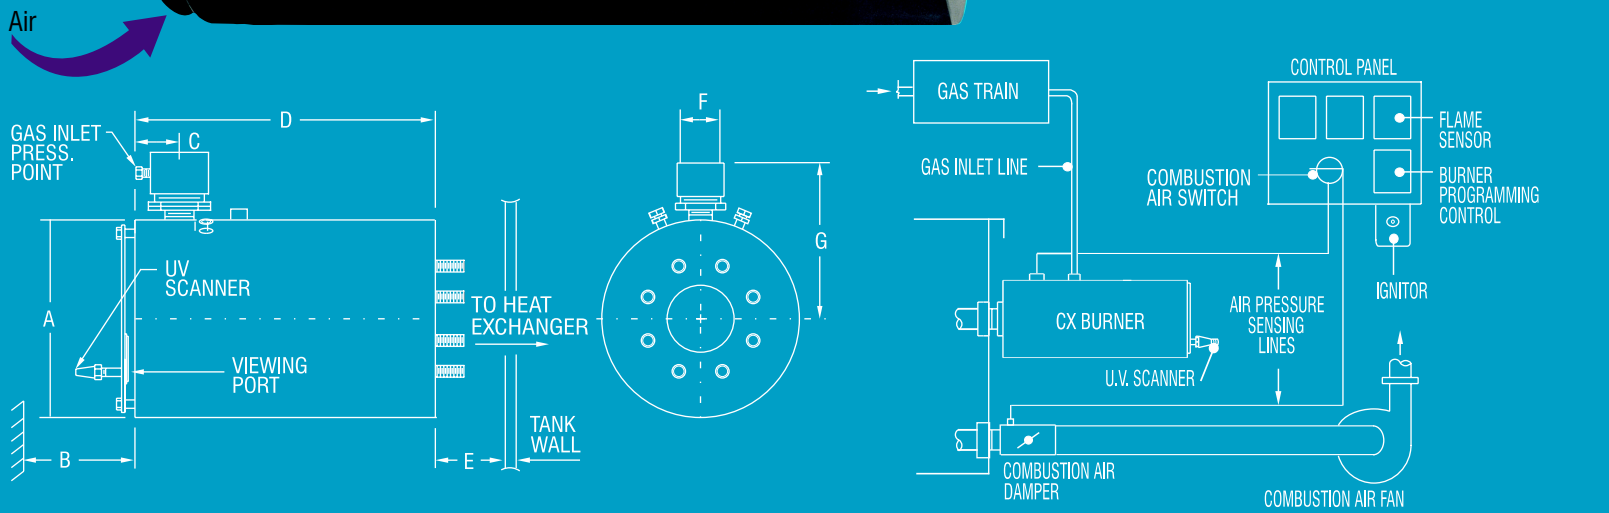 Air
D
GAS INLET
PRESS.
POINT
C
A
UV
SCANNER
VIEWING
PORT
TO HEAT
EXCHANGER
B
E
TANK
WALL
F
G
GAS TRAIN
GAS INLET LINE
CONTROL PANEL
FLAME
SENSOR
COMBUSTION
AIR SWITCH
BURNER
PROGRAMMING
CONTROL
IGNITOR
CX BURNER
AIR PRESSURE
SENSING
LINES
U.V. SCANNER
COMBUSTION AIR
DAMPER
COMBUSTION AIR FAN